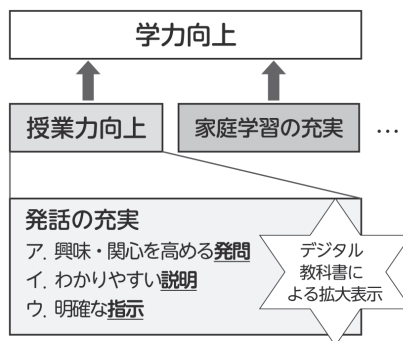 学力向上
授業力向上
家庭学習の充実
…
発話の充実
ア. 興味・関心を高める発問
イ. わかりやすい説明
ウ. 明確な指示
デジタル
教科書に
よる拡大表示